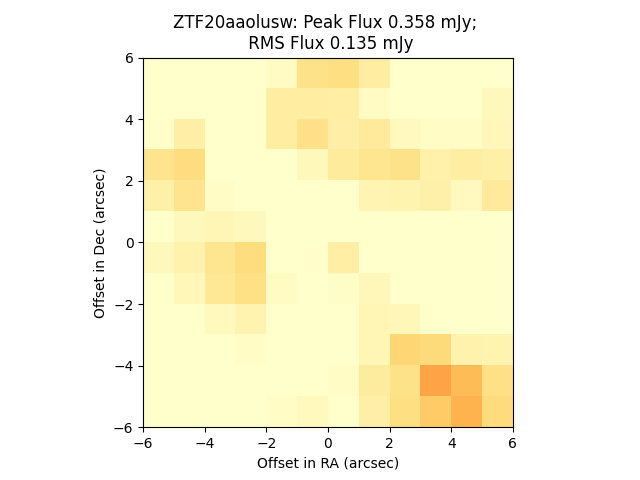 ZTF20aaolusw: Peak Flux 0.358 mJy;
RMS Flux 0.135 mJy
6
4
2
0
−2
−4
−6
Offset in Dec (arcsec)
−6 −4 −2 0 2 4 6
Offset in RA (arcsec)